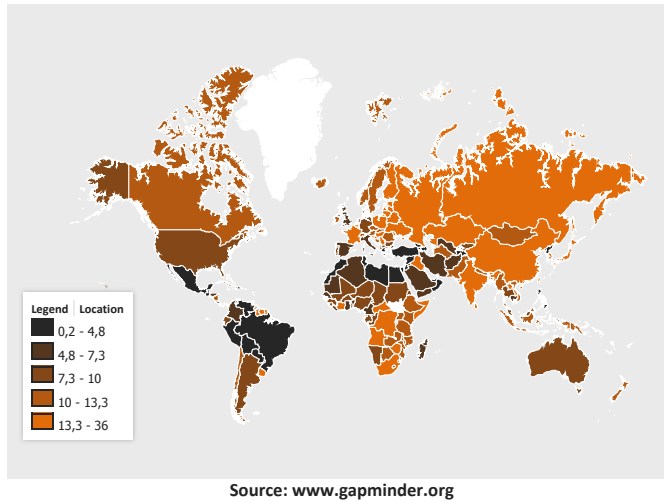 Legend | Location
0,2 - 4,8
4,8 - 7,3
7,3 - 10
10 - 13,3
13,3 - 36
Source: www.gapminder.org